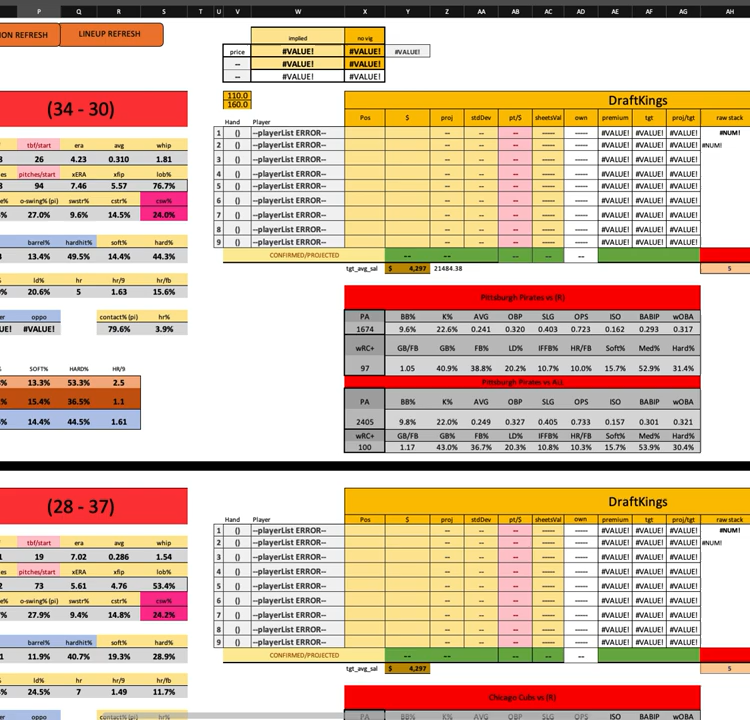 P Q R S T U V W X Y Z AA AB AC AD AE AF AG AH
ION REFRESH LINEUP REFRESH
implied no vig
price #VALUE! #VALUE! #VALUE!
-- #VALUE! #VALUE!
-- #VALUE! #VALUE!
110.0
160.0
(34 - 30) DraftKings
Hand Player Pos $ proj stdDev pt/$ sheetsVal own premium tgt proj/tgt raw stack
1 () --playerList ERROR-- -- -- -- ----- ----- #VALUE! #VALUE! #VALUE! #NUM!
2 () --playerList ERROR-- -- -- -- ----- ----- #VALUE! #VALUE! #VALUE! #NUM!
3 () --playerList ERROR-- -- -- -- ----- ----- #VALUE! #VALUE! #VALUE!
4 () --playerList ERROR-- -- -- -- ----- ----- #VALUE! #VALUE! #VALUE!
5 () --playerList ERROR-- -- -- -- ----- ----- #VALUE! #VALUE! #VALUE!
6 () --playerList ERROR-- -- -- -- ----- ----- #VALUE! #VALUE! #VALUE!
7 () --playerList ERROR-- -- -- -- ----- ----- #VALUE! #VALUE! #VALUE!
8 () --playerList ERROR-- -- -- -- ----- ----- #VALUE! #VALUE! #VALUE!
9 () --playerList ERROR-- -- -- -- ----- ----- #VALUE! #VALUE! #VALUE!
CONFIRMED/PROJECTED -- -- -- -- --
tgt_avg_sal $ 4,297 21484.38 5
tbf/start era avg whip
26 4.23 0.310 1.81
pitches/start xERA xfip lob%
94 7.46 5.57 76.7%
o-swing% (pi) swstr% cstr% csw%
27.0% 9.6% 14.5% 24.0%
barrel% hardhit% soft% hard%
13.4% 49.5% 14.4% 44.3%
ld% hr hr/9 hr/fb
20.6% 5 1.63 15.6%
oppo contact% (pi) hr%
#VALUE! 79.6% 3.9%
SOFT% HARD% HR/9
13.3% 53.3% 2.5
15.4% 36.5% 1.1
14.4% 44.5% 1.61
Pittsburgh Pirates vs (R)
PA BB% K% AVG OBP SLG OPS ISO BABIP wOBA
1674 9.6% 22.6% 0.241 0.320 0.403 0.723 0.162 0.293 0.317
wRC+ GB/FB GB% FB% LD% IFFB% HR/FB Soft% Med% Hard%
97 1.05 40.9% 38.8% 20.2% 10.7% 10.0% 15.7% 52.9% 31.4%
Pittsburgh Pirates vs ALL
PA BB% K% AVG OBP SLG OPS ISO BABIP wOBA
2405 9.8% 22.0% 0.249 0.327 0.405 0.733 0.157 0.301 0.321
wRC+ GB/FB GB% FB% LD% IFFB% HR/FB Soft% Med% Hard%
100 1.17 43.0% 36.7% 20.3% 10.8% 10.3% 15.7% 53.9% 30.4%
(28 - 37) DraftKings
Hand Player Pos $ proj stdDev pt/$ sheetsVal own premium tgt proj/tgt raw stack
1 () --playerList ERROR-- -- -- -- ----- ----- #VALUE! #VALUE! #VALUE! #NUM!
2 () --playerList ERROR-- -- -- -- ----- ----- #VALUE! #VALUE! #VALUE! #NUM!
3 () --playerList ERROR-- -- -- -- ----- ----- #VALUE! #VALUE! #VALUE!
4 () --playerList ERROR-- -- -- -- ----- ----- #VALUE! #VALUE! #VALUE!
5 () --playerList ERROR-- -- -- -- ----- ----- #VALUE! #VALUE! #VALUE!
6 () --playerList ERROR-- -- -- -- ----- ----- #VALUE! #VALUE! #VALUE!
7 () --playerList ERROR-- -- -- -- ----- ----- #VALUE! #VALUE! #VALUE!
8 () --playerList ERROR-- -- -- -- ----- ----- #VALUE! #VALUE! #VALUE!
9 () --playerList ERROR-- -- -- -- ----- ----- #VALUE! #VALUE! #VALUE!
CONFIRMED/PROJECTED -- -- -- -- --
tgt_avg_sal $ 4,297 5
tbf/start era avg whip
19 7.02 0.286 1.54
pitches/start xERA xfip lob%
73 5.61 4.76 53.4%
o-swing% (pi) swstr% cstr% csw%
27.9% 9.4% 14.8% 24.2%
barrel% hardhit% soft% hard%
11.9% 40.7% 19.3% 28.9%
ld% hr hr/9 hr/fb
24.5% 7 1.49 11.7%
oppo contact% (pi) hr%
Chicago Cubs vs (R)
PA BB% K% AVG OBP SLG OPS ISO BABIP wOBA